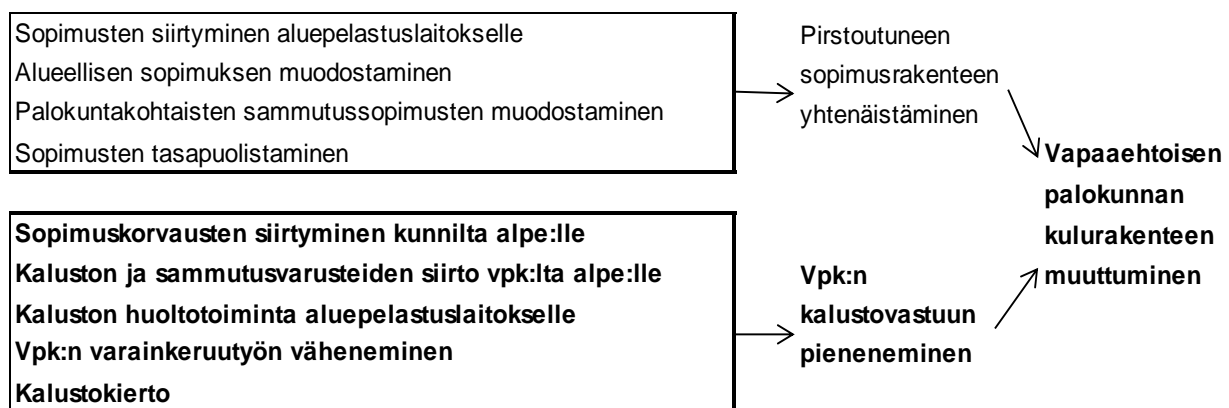 Sopimusten siirtyminen aluepelastuslaitokselle
Alueellisen sopimuksen muodostaminen
Palokuntakohtaisten sammutussopimusten muodostaminen
Sopimusten tasapuolistaminen
Pirstoutuneen
sopimusrakenteen
yhtenäistäminen
Sopimuskorvausten siirtyminen kunnilta alpe:lle
Kaluston ja sammutusvarusteiden siirto vpk:lta alpe:lle
Kaluston huoltotoiminta aluepelastuslaitokselle
Vpk:n varainkeruutyön väheneminen
Kalustokierto
Vpk:n
kalustovastuun
pieneneminen
Vapaaehtoisen
palokunnan
kulurakenteen
muuttuminen